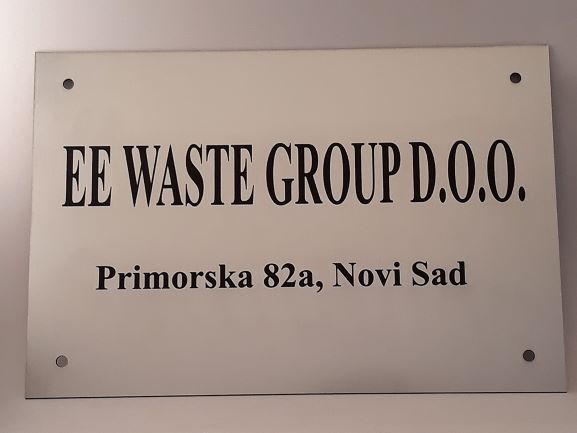 EE WASTE GROUP D.O.O.
Primorska 82a, Novi Sad